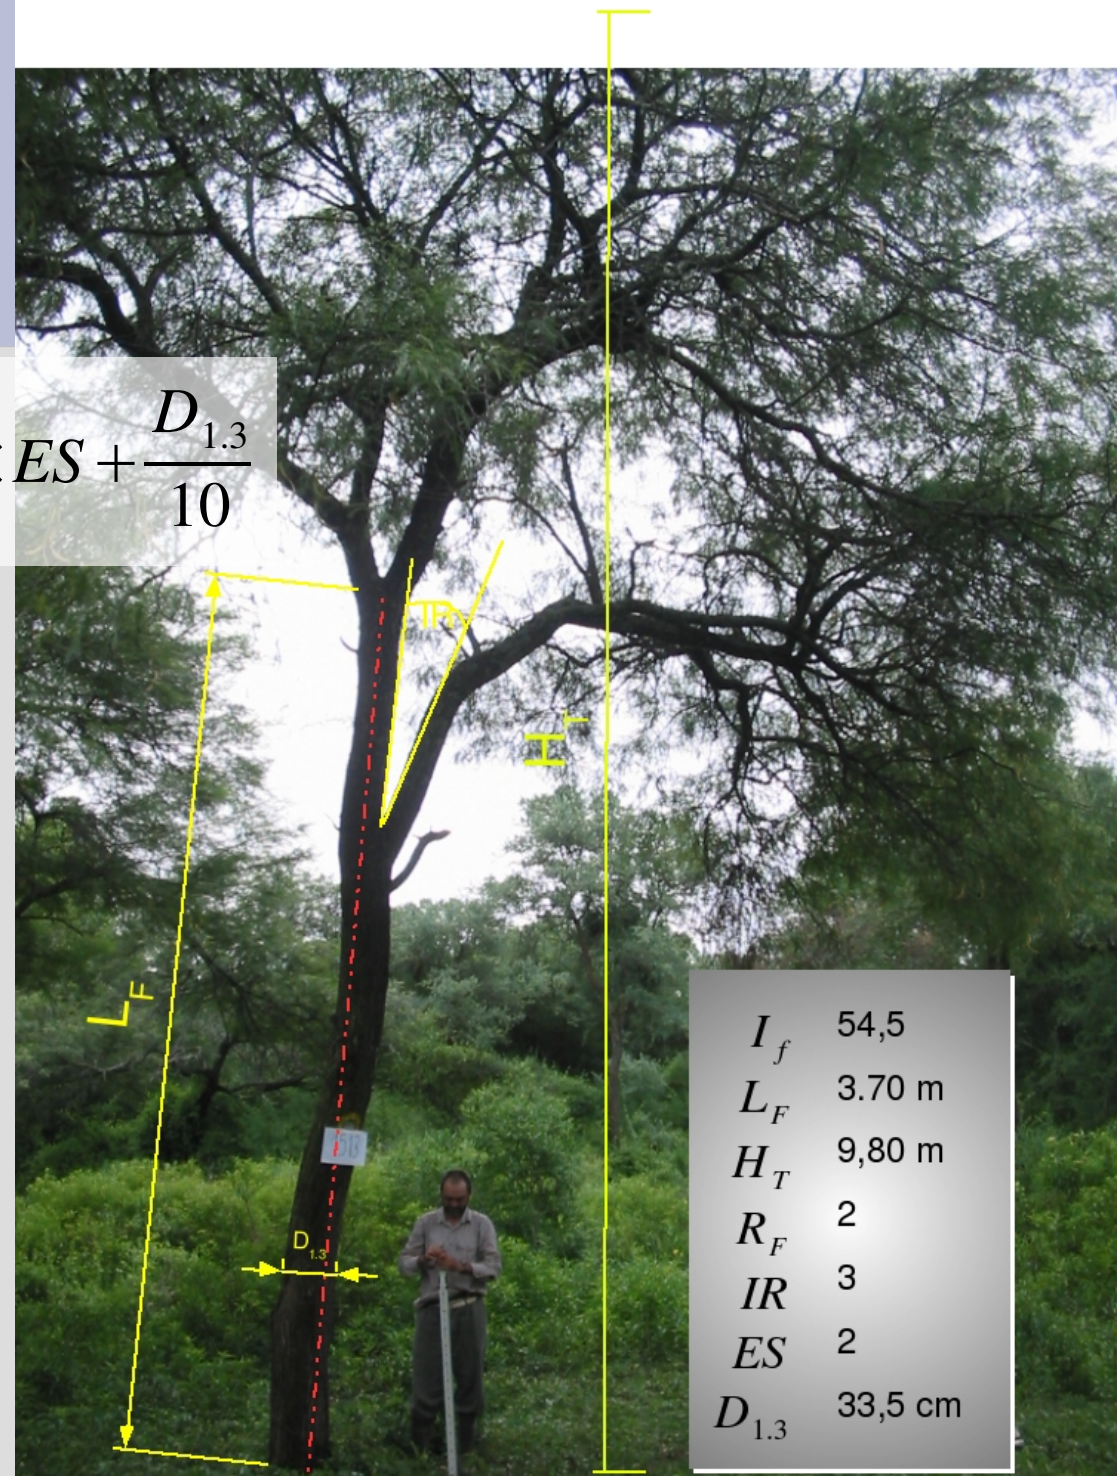 ES + D1.3 / 10
IR
HT
LF
1513
D1.3
If 54,5
LF 3.70 m
HT 9,80 m
RF 2
IR 3
ES 2
D1.3 33,5 cm